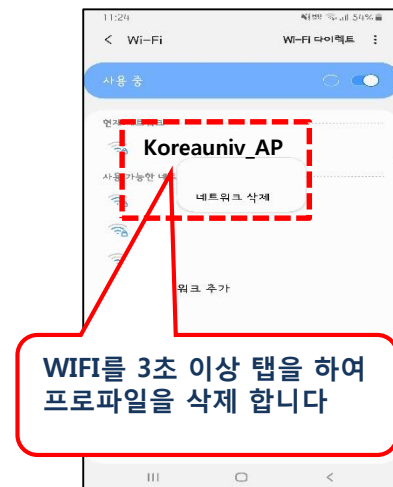 11:24
54%
Wi-Fi
Wi-Fi 다이렉트
사용 중
Koreauniv_AP
네트워크 삭제
워크 추가
WIFI를 3초 이상 탭을 하여
프로파일을 삭제 합니다